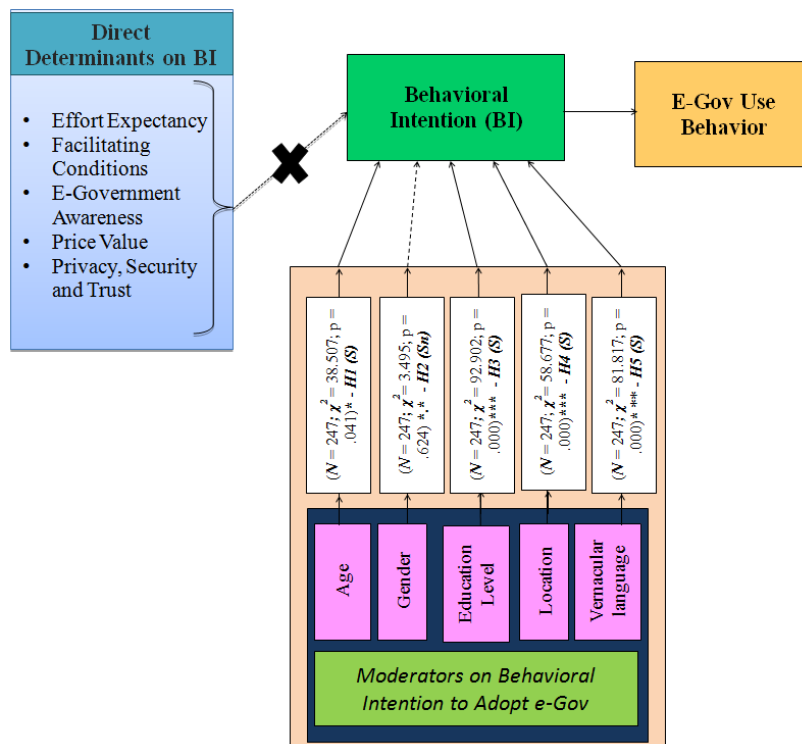 Direct
Determinants on BI
• Effort Expectancy
• Facilitating
Conditions
• E-Government
Awareness
• Price Value
• Privacy, Security
and Trust
Behavioral
Intention (BI)
E-Gov Use
Behavior
(N = 247; χ² = 38.507; p =
.041)* - H1 (S)
(N = 247; χ² = 3.495; p =
.624) *.* - H2 (Sn)
(N = 247; χ² = 92.902; p =
.000)*** - H3 (S)
(N = 247; χ² = 58.677; p =
.000)*** - H4 (S)
(N = 247; χ² = 81.817; p =
.000)* ** - H5 (S)
Age
Gender
Education
Level
Location
Vernacular
language
Moderators on Behavioral
Intention to Adopt e-Gov